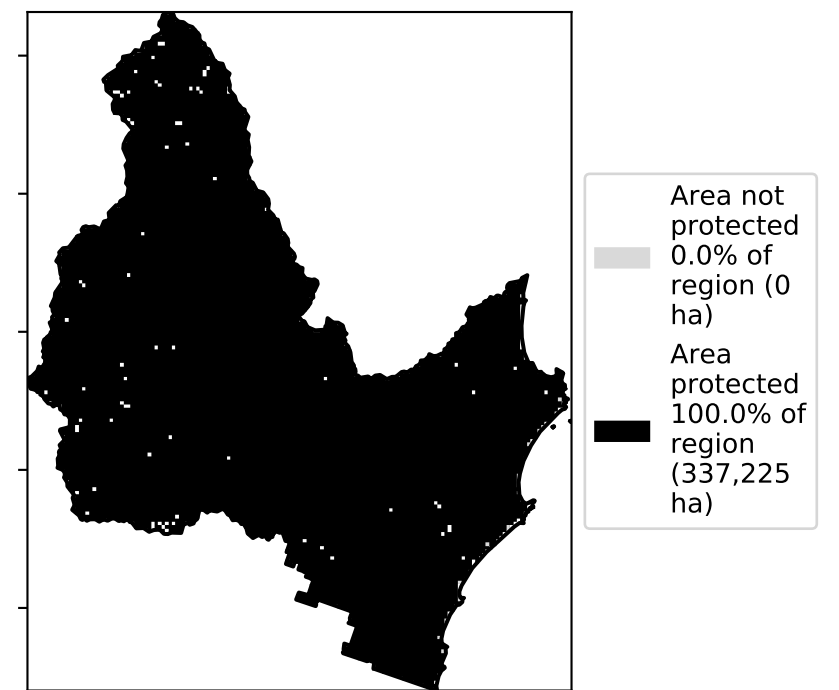 Area not
protected
0.0% of
region (0
ha)
Area
protected
100.0% of
region
(337,225
ha)